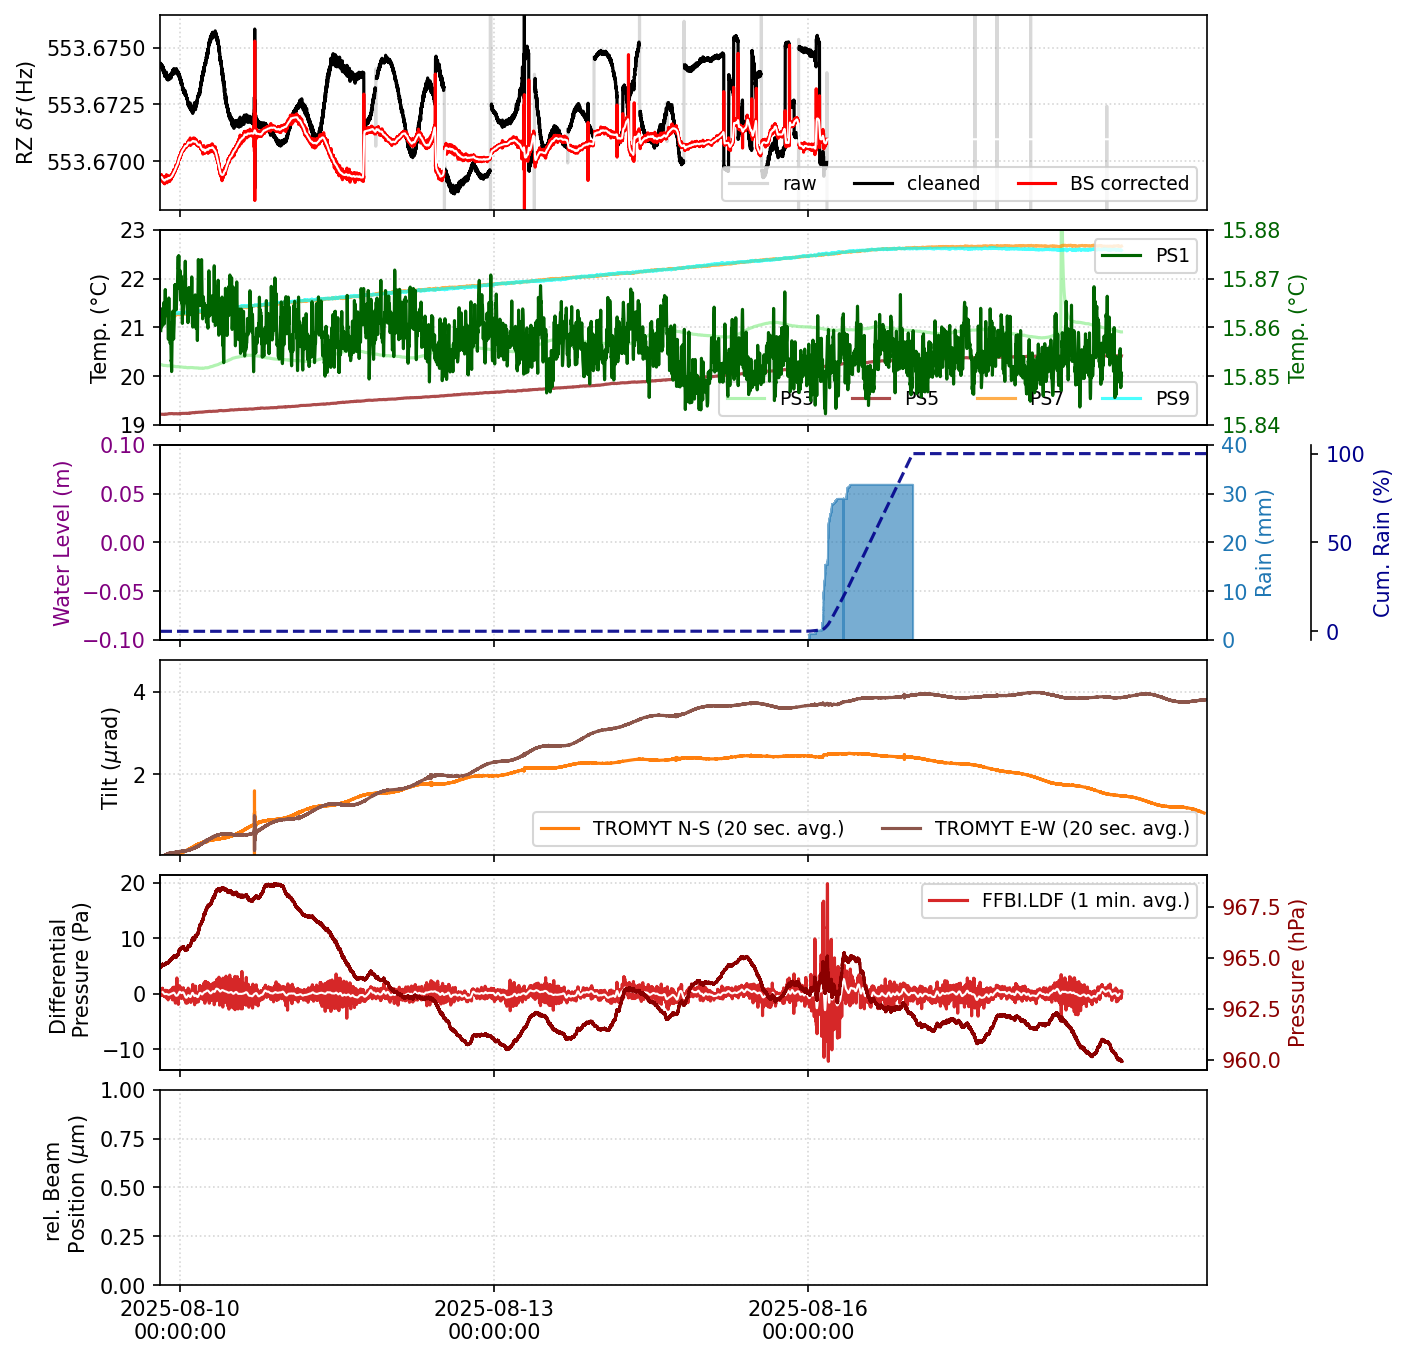 RZ δf (Hz)
553.6750
553.6725
553.6700
raw
cleaned
BS corrected
Temp. (°C)
23
22
21
20
19
PS1
PS3
PS5
PS7
PS9
15.88
15.87
15.86
15.85
15.84
Temp. (°C)
Water Level (m)
0.10
0.05
0.00
−0.05
−0.10
40
30
20
10
0
Rain (mm)
100
50
0
Cum. Rain (%)
Tilt (μrad)
4
2
TROMYT N-S (20 sec. avg.)
TROMYT E-W (20 sec. avg.)
Differential
Pressure (Pa)
20
10
0
−10
FFBI.LDF (1 min. avg.)
967.5
965.0
962.5
960.0
Pressure (hPa)
rel. Beam
Position (μm)
1.00
0.75
0.50
0.25
0.00
2025-08-10
00:00:00
2025-08-13
00:00:00
2025-08-16
00:00:00